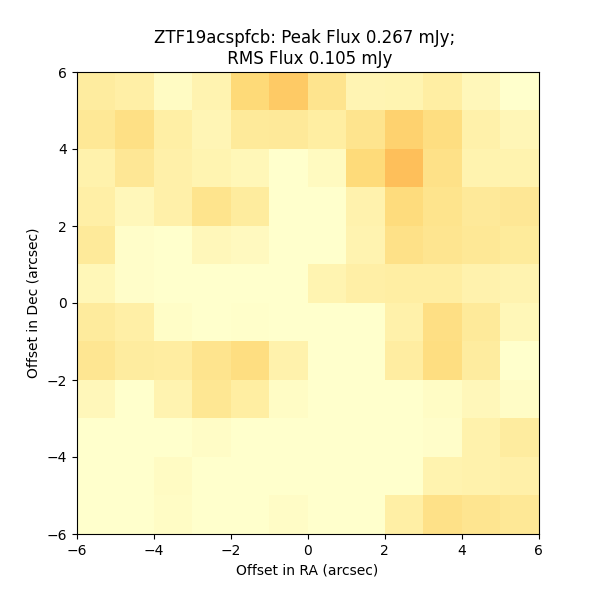 ZTF19acspfcb: Peak Flux 0.267 mJy;
RMS Flux 0.105 mJy
6
4
2
0
−2
−4
−6
Offset in Dec (arcsec)
−6 −4 −2 0 2 4 6
Offset in RA (arcsec)